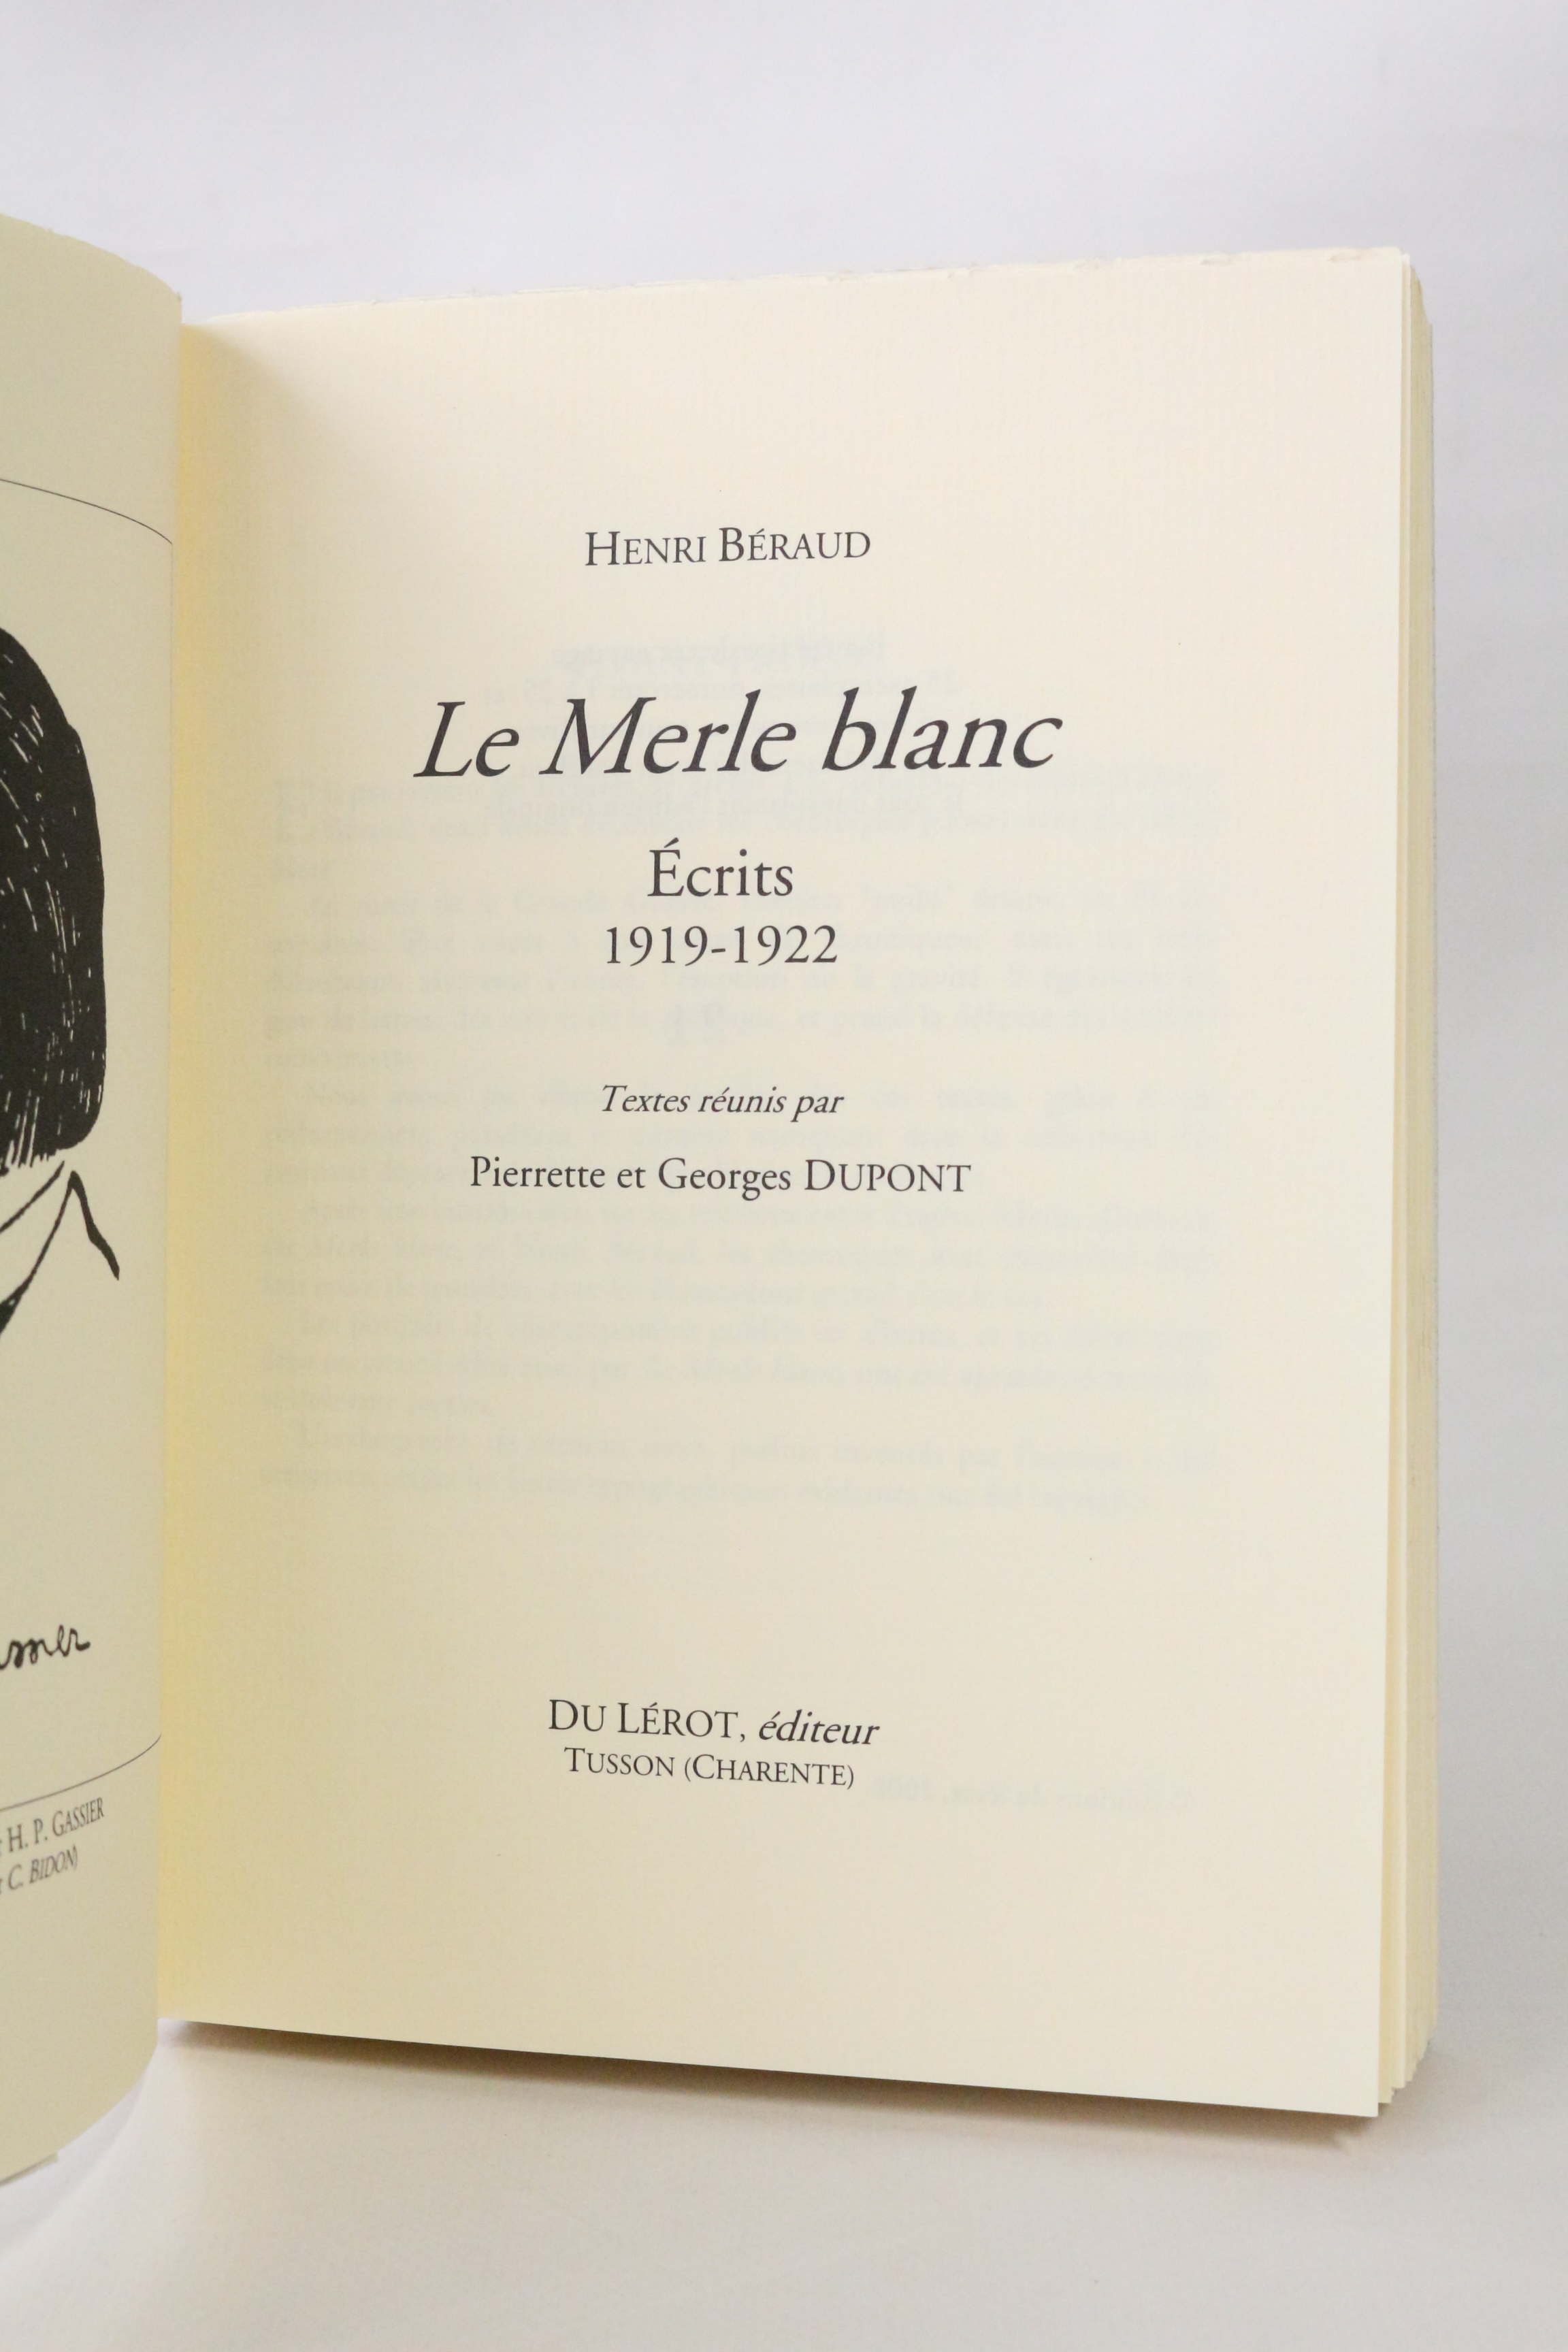 H. P. GASSIER
C. BIDON)
HENRI BÉRAUD
Le Merle blanc
Écrits
1919-1922
Textes réunis par
Pierrette et Georges DUPONT
DU LÉROT, éditeur
TUSSON (CHARENTE)